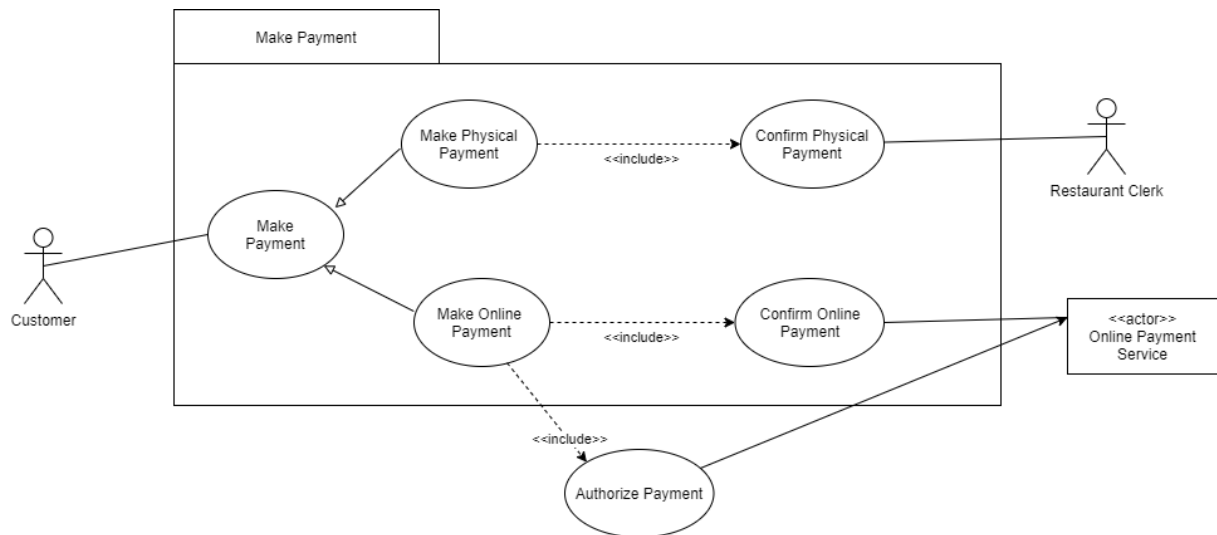 Make Payment
Make Physical
Payment
<<include>>
Confirm Physical
Payment
Restaurant Clerk
Make
Payment
Customer
Make Online
Payment
<<include>>
Confirm Online
Payment
<<actor>>
Online Payment
Service
<<include>>
Authorize Payment